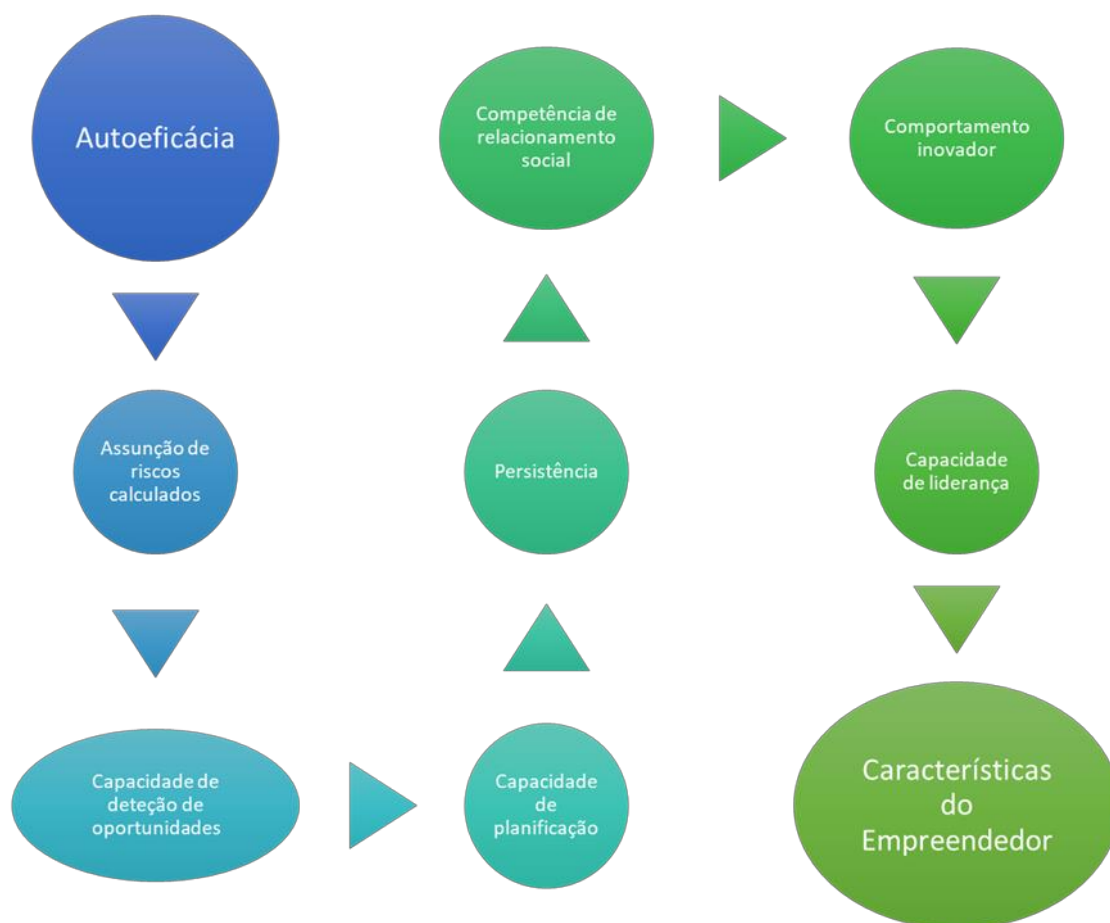 Autoeficácia
Assunção de
riscos
calculados
Capacidade de
deteção de
oportunidades
Capacidade
de
planificação
Persistência
Competência de
relacionamento
social
Comportamento
inovador
Capacidade
de liderança
Características
do
Empreendedor